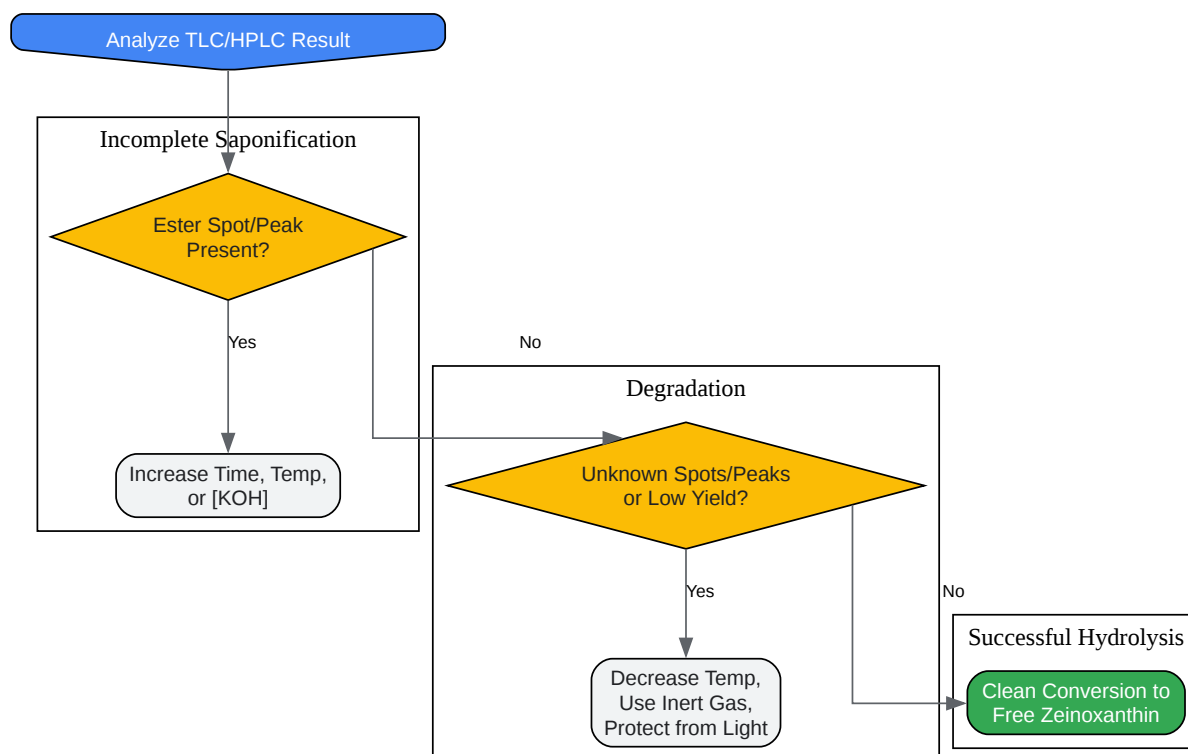 Analyze TLC/HPLC Result
Incomplete Saponification
Ester Spot/Peak
Present?
Yes
No
Increase Time, Temp,
or [KOH]
Degradation
Unknown Spots/Peaks
or Low Yield?
Yes
No
Decrease Temp,
Use Inert Gas,
Protect from Light
Successful Hydrolysis
Clean Conversion to
Free Zeinoxanthin